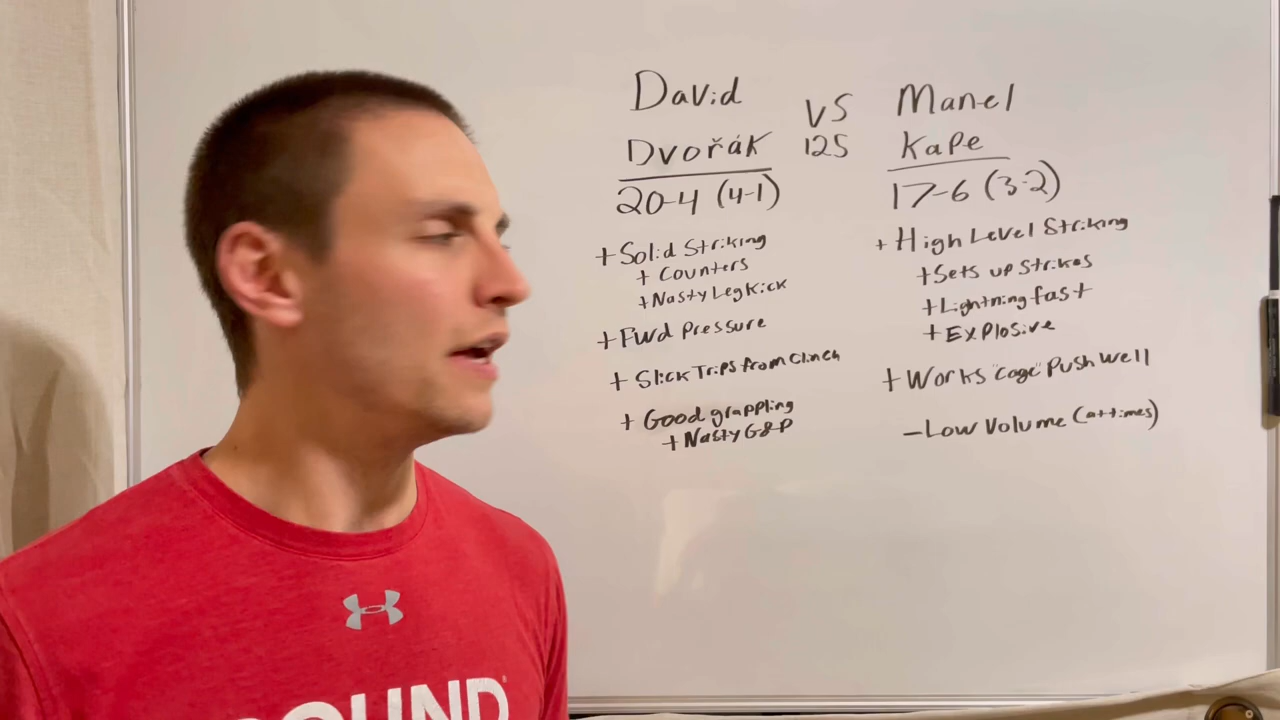 David
Dvořák
20-4 (4-1)
+ Solid Striking
+ Counters
+ Nasty Leg Kick
+ Fwd Pressure
+ Slick Trips from Clinch
+ Good grappling
+ Nasty G&P
VS
125
Manel
Kape
17-6 (3-2)
+ High Level Striking
+ Sets up Strikes
+ Lightning fast
+ Explosive
+ Works "cage" Push well
- Low Volume (at times)
OUND